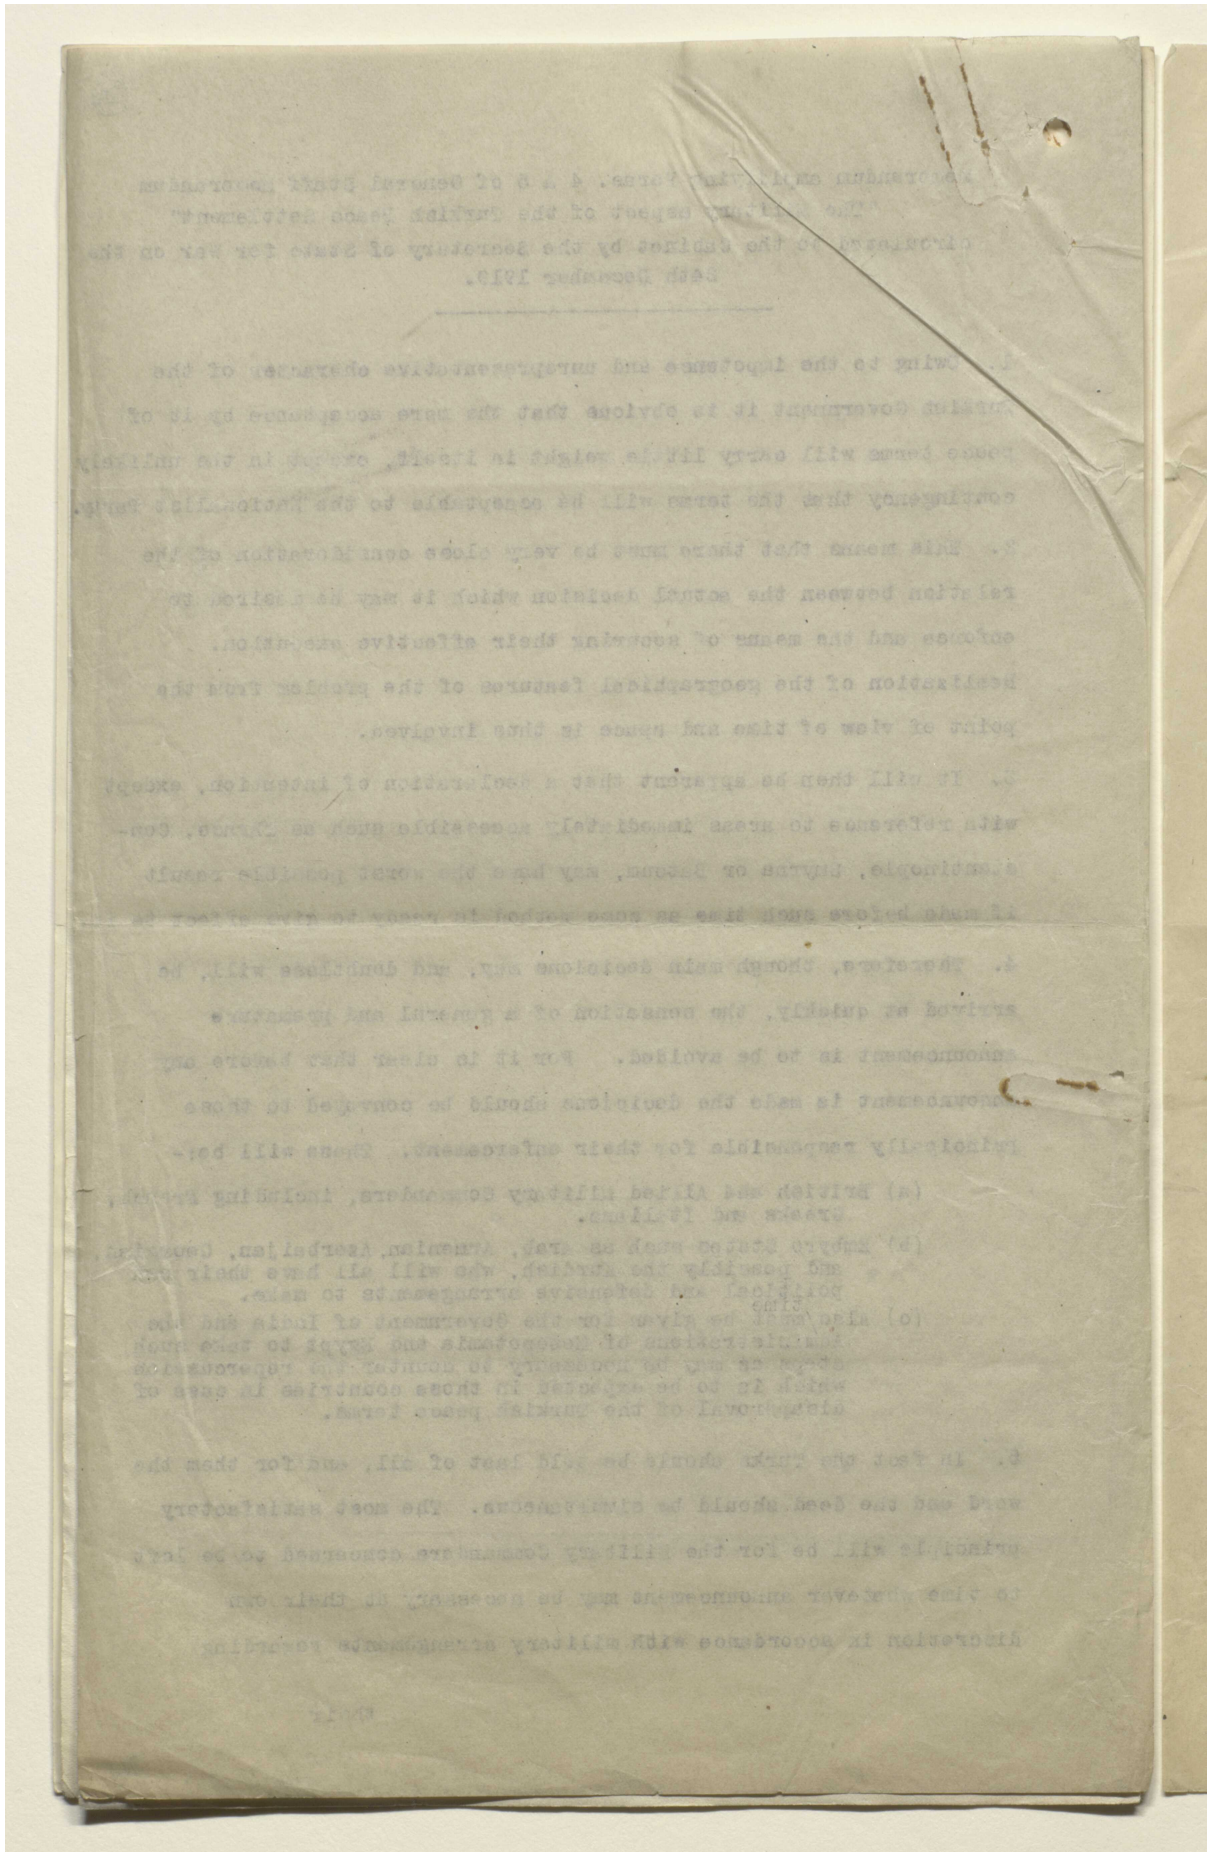 Memorandum amplifying Paras. 4 & 5 of General Staff Memorandum
"The Military Aspect of the Turkish Peace Settlement"
circulated to the Cabinet by the Secretary of State for War on the
24th December 1919.
1. Owing to the impotence and unrepresentative character of the
Turkish Government it is obvious that the mere acceptance by it of
peace terms will carry little weight in itself, except in the unlikely
contingency that the terms will be acceptable to the Nationalist Party.
2. This means that there must be very close consideration of the
relation between the actual decision which it may be desired to
enforce and the means of securing their effective execution.
Realization of the geographical features of the problem from the
point of view of time and space is thus involved.
3. It will then be apparent that a declaration of intention, except
with reference to areas immediately accessible such as Thrace, Con-
stantinople, Smyrna or Batoum, may have the worst possible result
if made before such time as some method is ready to give effect to
4. Therefore, though main decisions may, and doubtless will, be
arrived at quickly, the sensation of a general and premature
announcement is to be avoided. For it is clear that before any
announcement is made the decisions should be conveyed to those
principally responsible for their enforcement. These will be:-
(a) British and Allied Military Commanders, including French,
Greeks and Italians.
(b) Embyro States such as Arab, Armenian, Azerbaijan, Georgian,
and possibly the Kurdish, who will all have their own
political and defensive arrangements to make.
time
(c) also/must be given for the Government of India and the
Administrations of Mesopotamia and Egypt to take such
steps as may be necessary to counter the repercussion
which is to be expected in those countries in case of
disapproval of the Turkish peace terms.
5. In fact the Turks should be told last of all, and for them the
word and the deed should be simultaneous. The most satisfactory
principle will be for the Military Commanders concerned to be left
to time whatever announcement may be necessary at their own
discretion in accordance with military arrangements regarding
their